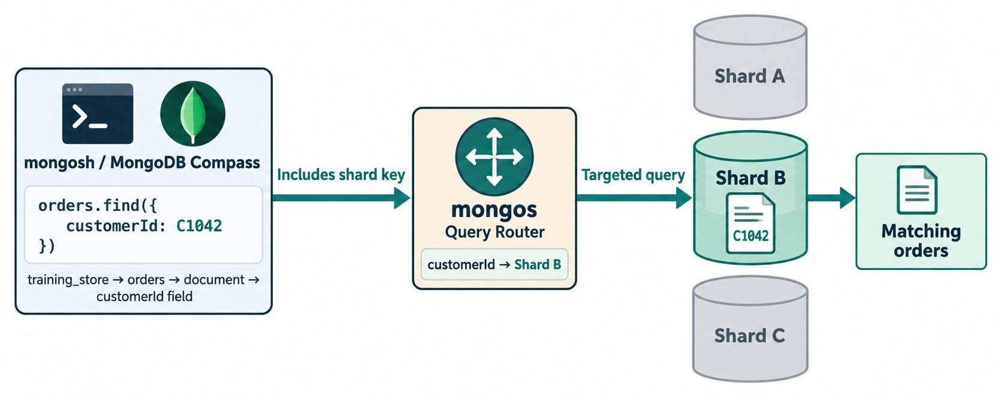 mongosh / MongoDB Compass
orders.find({
customerId: C1042
})
training_store → orders → document →
customerId field
Includes shard key
mongos
Query Router
customerId → Shard B
Targeted query
Shard A
Shard B
C1042
Shard C
Matching
orders